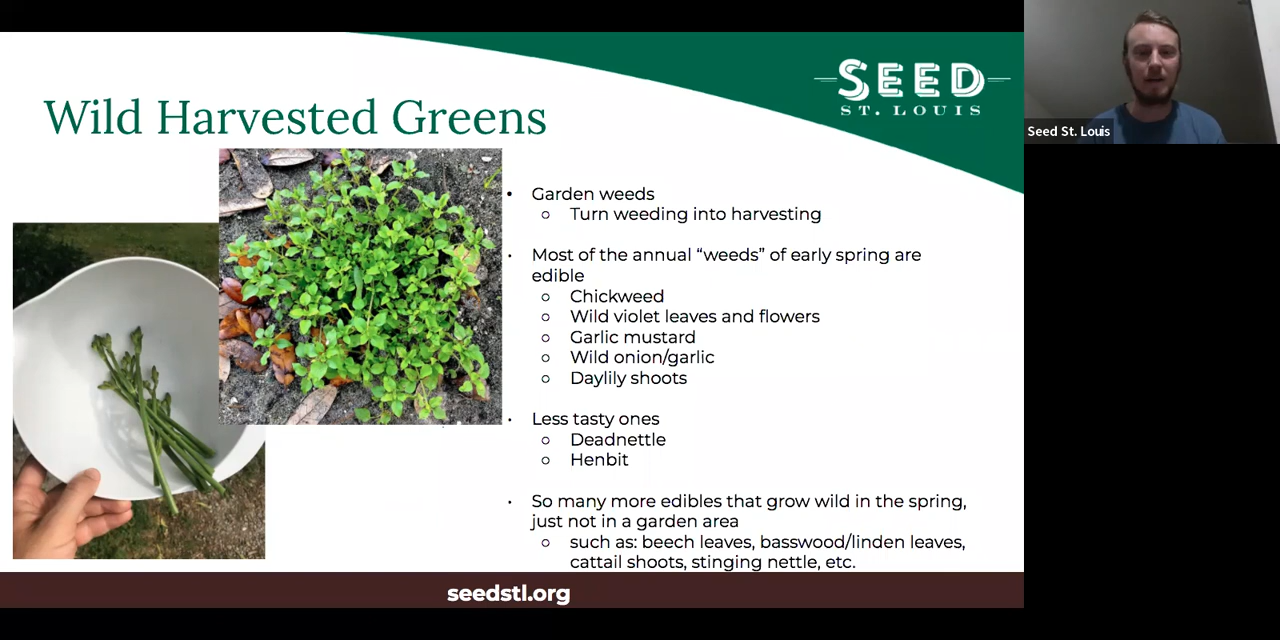 SEED
ST. LOUIS
Seed St. Louis
Wild Harvested Greens
• Garden weeds
○ Turn weeding into harvesting
• Most of the annual “weeds” of early spring are
edible
○ Chickweed
○ Wild violet leaves and flowers
○ Garlic mustard
○ Wild onion/garlic
○ Daylily shoots
• Less tasty ones
○ Deadnettle
○ Henbit
• So many more edibles that grow wild in the spring,
just not in a garden area
○ such as: beech leaves, basswood/linden leaves,
cattail shoots, stinging nettle, etc.
seedstl.org